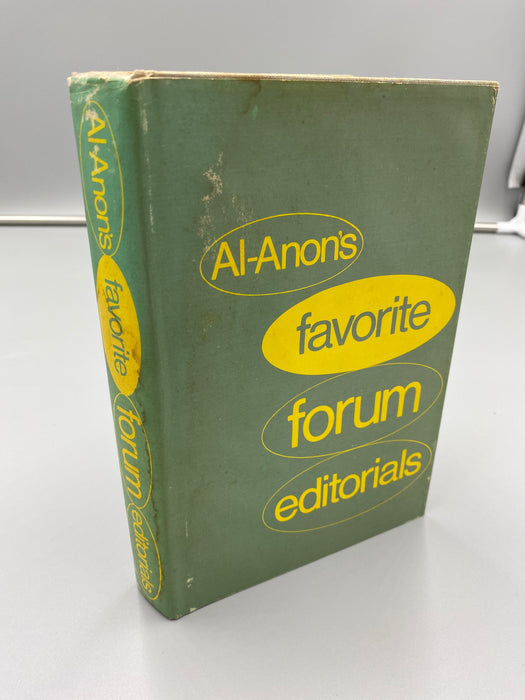 Al-Anon's
favorite
forum
editorials
Al-Anon's
favorite
forum
editorials